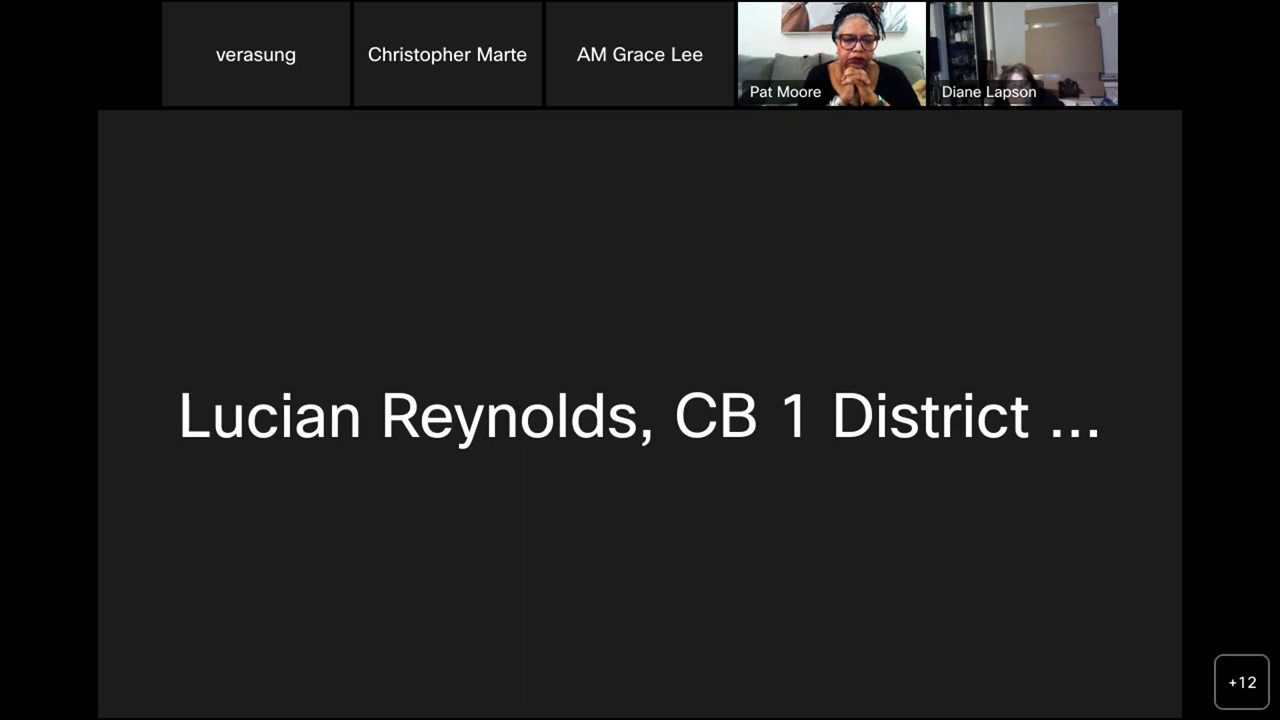 verasung
Christopher Marte
AM Grace Lee
Pat Moore
Diane Lapson
Lucian Reynolds, CB 1 District ...
+12